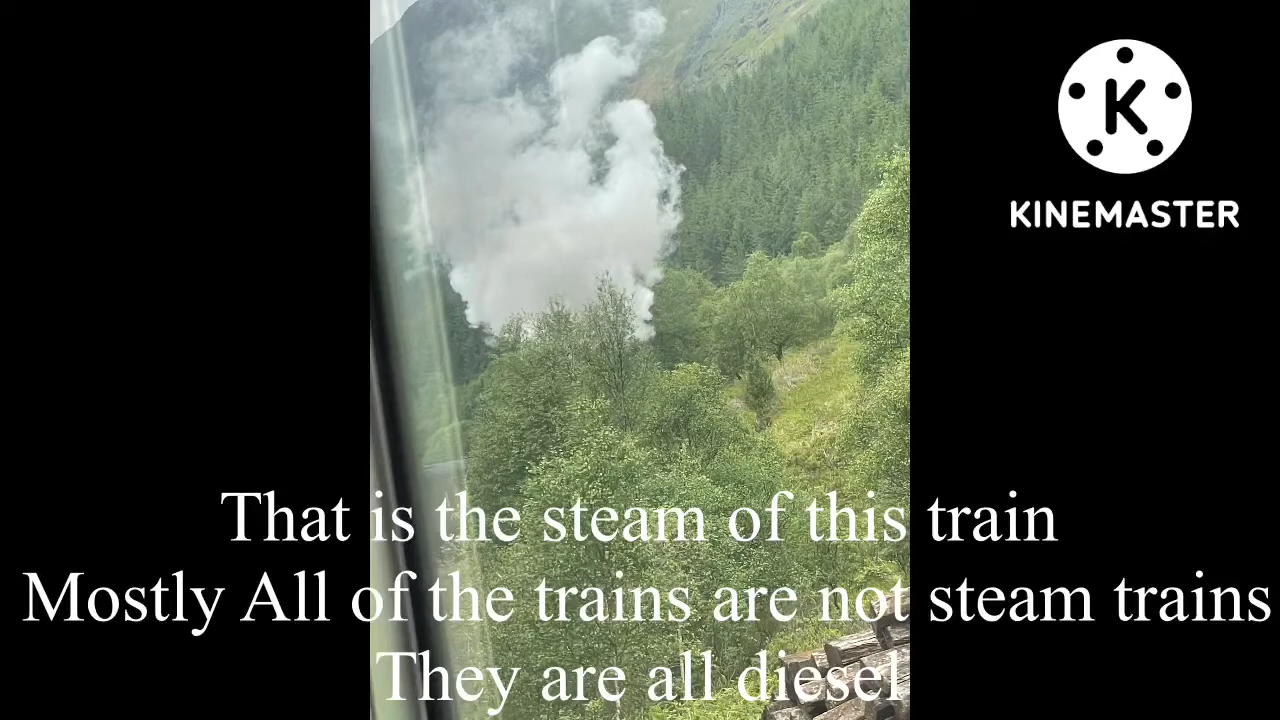 K
KINEMASTER
That is the steam of this train
Mostly All of the trains are not steam trains
They are all diesel